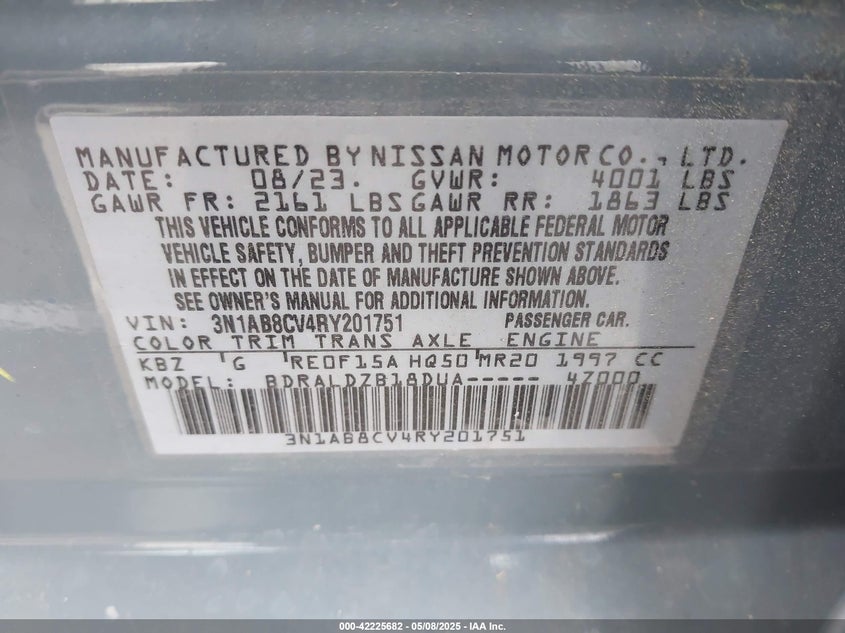 MANUFACTURED BY NISSAN MOTOR CO., LTD.
DATE: 08/23. GVWR: 4001 LBS
GAWR FR: 2161 LBS GAWR RR: 1863 LBS
THIS VEHICLE CONFORMS TO ALL APPLICABLE FEDERAL MOTOR
VEHICLE SAFETY, BUMPER AND THEFT PREVENTION STANDARDS
IN EFFECT ON THE DATE OF MANUFACTURE SHOWN ABOVE.
SEE OWNER'S MANUAL FOR ADDITIONAL INFORMATION.
VIN: 3N1AB8CV4RY201751 PASSENGER CAR.
COLOR TRIM TRANS AXLE ENGINE
KBZ G RE0F15A HQ50 MR20 1997 CC
MODEL: BDRALDZB18DUA----- 4Z000
3N1AB8CV4RY201751
000-42225682 - 05/08/2025 - IAA Inc.